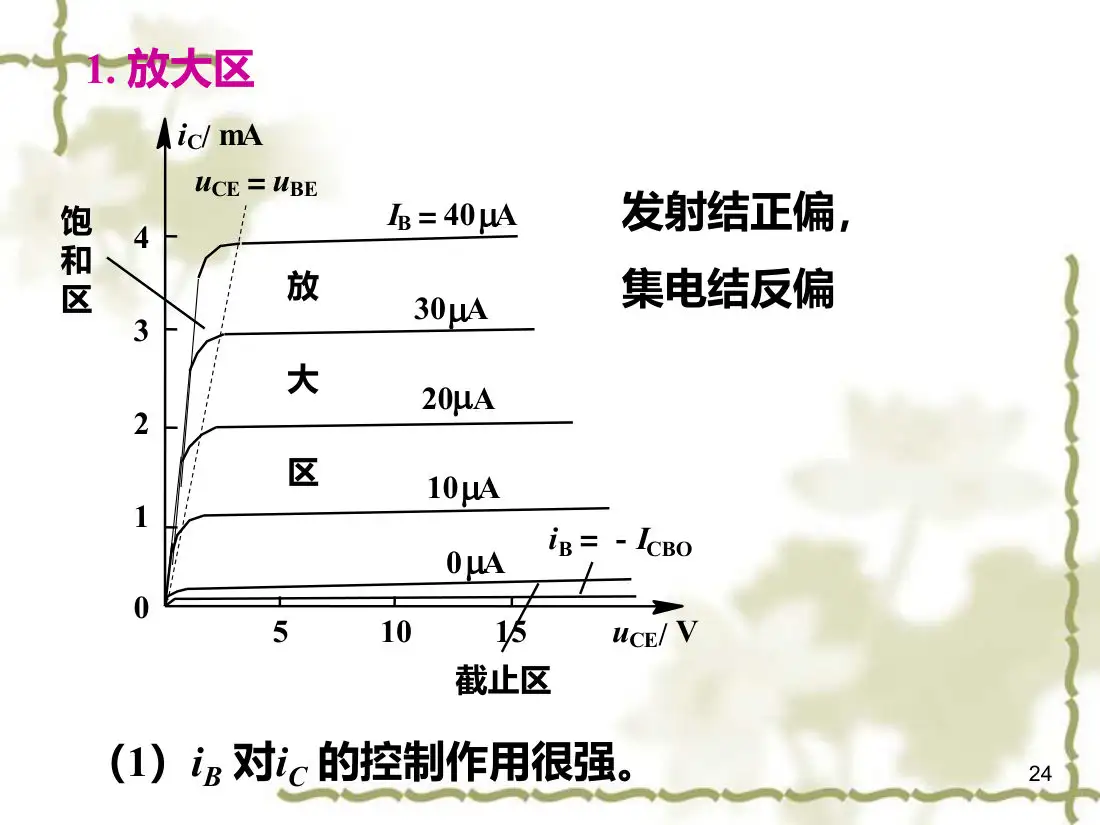 1. 放大区
iC/ mA
uCE = uBE
饱和区
IB = 40μA
发射结正偏，
4
放
集电结反偏
30μA
3
大
20μA
2
区
10μA
1
iB = - ICBO
0μA
0
5 10 15 uCE/ V
截止区
（1）iB 对iC 的控制作用很强。
24